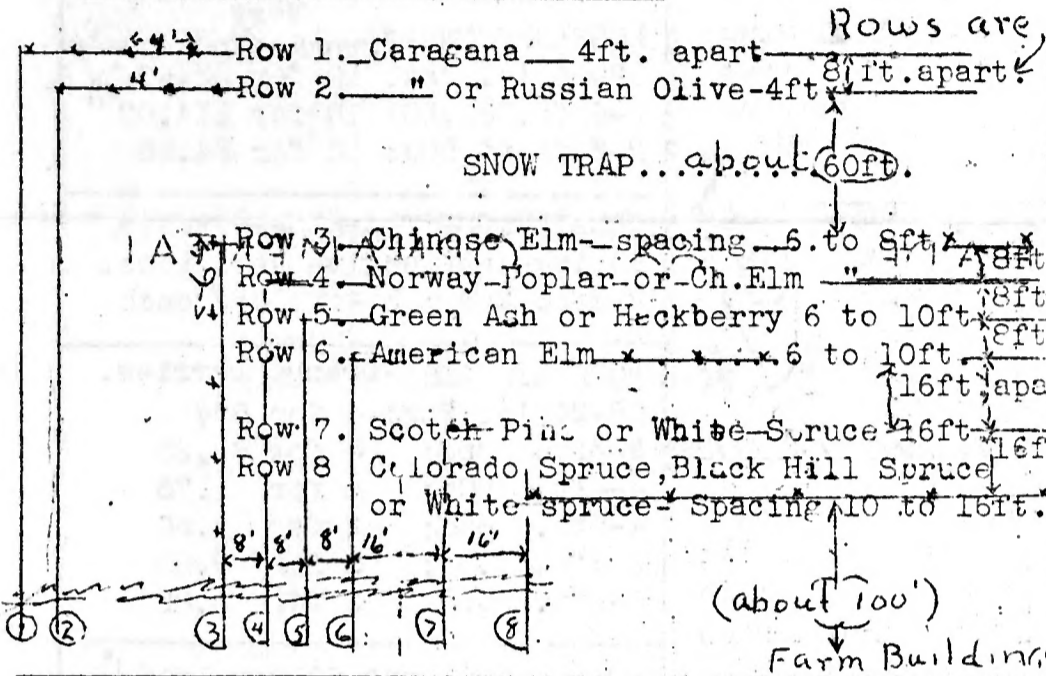 Rows are
4' Row 1. Caragana 4ft. apart
8 ft. apart.
4' Row 2. " or Russian Olive-4ft
SNOW TRAP... about 60ft.
Row 3. Chinese Elm- spacing 6 to 8ft
8ft
Row 4. Norway Poplar-or-Ch.Elm "
8ft
Row 5. Green Ash or Heckberry 6 to 10ft
8ft
Row 6. American Elm 6 to 10ft.
16ft apa
Row 7. Scotch Pine or White Spruce 16ft
16ft
Row 8 Colorado Spruce, Black Hill Spruce
or White spruce- Spacing 10 to 16ft.
8' 8' 8' 16' 16'
(about 100')
1 2 3 4 5 6 7 8
Farm Building